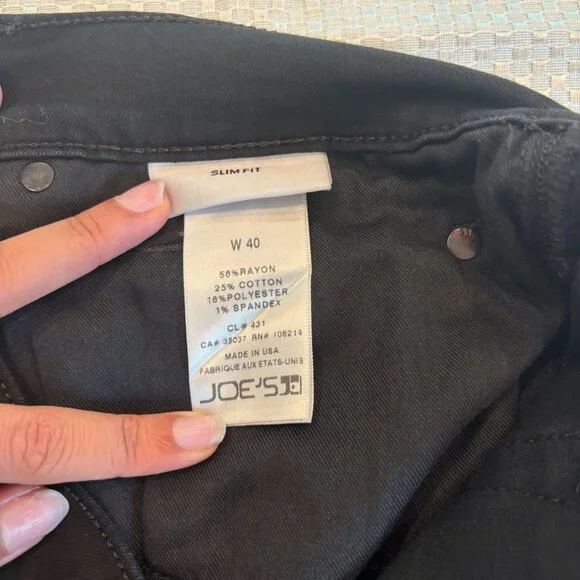 SLIM FIT
W 40
56%RAYON
25% COTTON
18%POLYESTER
1% SPANDEX
CL# 431
CA# 35037 RN# 106214
MADE IN USA
FABRIQUE AUX ETATS-UNIS
JOE'S